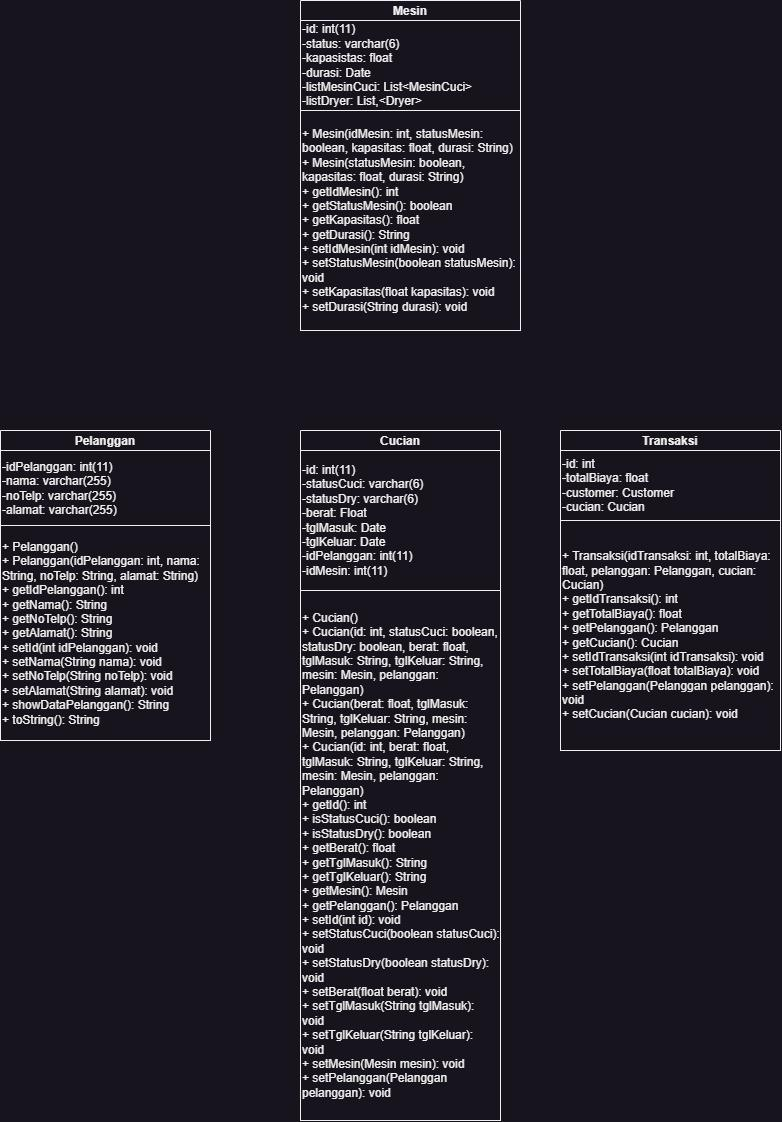 Mesin
-id: int(11)
-status: varchar(6)
-kapasistas: float
-durasi: Date
-listMesinCuci: List<MesinCuci>
-listDryer: List,<Dryer>
+ Mesin(idMesin: int, statusMesin:
boolean, kapasitas: float, durasi: String)
+ Mesin(statusMesin: boolean,
kapasitas: float, durasi: String)
+ getIdMesin(): int
+ getStatusMesin(): boolean
+ getKapasitas(): float
+ getDurasi(): String
+ setIdMesin(int idMesin): void
+ setStatusMesin(boolean statusMesin):
void
+ setKapasitas(float kapasitas): void
+ setDurasi(String durasi): void
Pelanggan
-idPelanggan: int(11)
-nama: varchar(255)
-noTelp: varchar(255)
-alamat: varchar(255)
+ Pelanggan()
+ Pelanggan(idPelanggan: int, nama:
String, noTelp: String, alamat: String)
+ getIdPelanggan(): int
+ getNama(): String
+ getNoTelp(): String
+ getAlamat(): String
+ setId(int idPelanggan): void
+ setNama(String nama): void
+ setNoTelp(String noTelp): void
+ setAlamat(String alamat): void
+ showDataPelanggan(): String
+ toString(): String
Cucian
-id: int(11)
-statusCuci: varchar(6)
-statusDry: varchar(6)
-berat: Float
-tglMasuk: Date
-tglKeluar: Date
-idPelanggan: int(11)
-idMesin: int(11)
+ Cucian()
+ Cucian(id: int, statusCuci: boolean,
statusDry: boolean, berat: float,
tglMasuk: String, tglKeluar: String,
mesin: Mesin, pelanggan:
Pelanggan)
+ Cucian(berat: float, tglMasuk:
String, tglKeluar: String, mesin:
Mesin, pelanggan: Pelanggan)
+ Cucian(id: int, berat: float,
tglMasuk: String, tglKeluar: String,
mesin: Mesin, pelanggan:
Pelanggan)
+ getId(): int
+ isStatusCuci(): boolean
+ isStatusDry(): boolean
+ getBerat(): float
+ getTglMasuk(): String
+ getTglKeluar(): String
+ getMesin(): Mesin
+ getPelanggan(): Pelanggan
+ setId(int id): void
+ setStatusCuci(boolean statusCuci):
void
+ setStatusDry(boolean statusDry):
void
+ setBerat(float berat): void
+ setTglMasuk(String tglMasuk):
void
+ setTglKeluar(String tglKeluar):
void
+ setMesin(Mesin mesin): void
+ setPelanggan(Pelanggan
pelanggan): void
Transaksi
-id: int
-totalBiaya: float
-customer: Customer
-cucian: Cucian
+ Transaksi(idTransaksi: int, totalBiaya:
float, pelanggan: Pelanggan, cucian:
Cucian)
+ getIdTransaksi(): int
+ getTotalBiaya(): float
+ getPelanggan(): Pelanggan
+ getCucian(): Cucian
+ setIdTransaksi(int idTransaksi): void
+ setTotalBiaya(float totalBiaya): void
+ setPelanggan(Pelanggan pelanggan):
void
+ setCucian(Cucian cucian): void